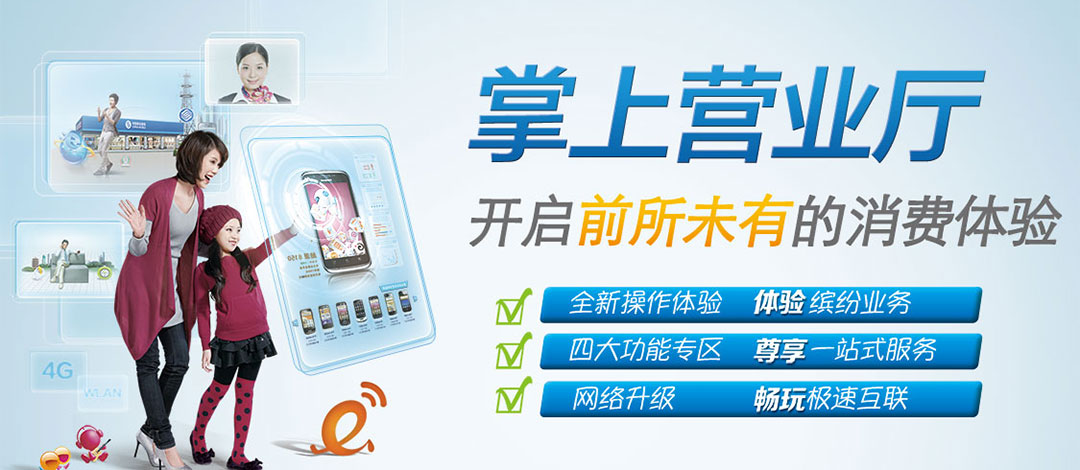 掌上营业厅
开启前所未有的消费体验
全新操作体验 体验缤纷业务
四大功能专区 尊享一站式服务
网络升级 畅玩极速互联
4G
WLAN